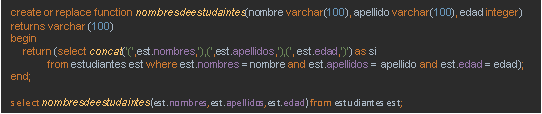 create or replace function nombresdeestudaintes(nombre varchar(100), apellido varchar(100), edad integer)
returns varchar (100)
begin
return (select concat('(',est.nombres,'),(',est.apellidos,'),(', est.edad,')') as si
from estudiantes est where est.nombres = nombre and est.apellidos = apellido and est.edad = edad);
end;
select nombresdeestudaintes(est.nombres,est.apellidos,est.edad) from estudiantes est;